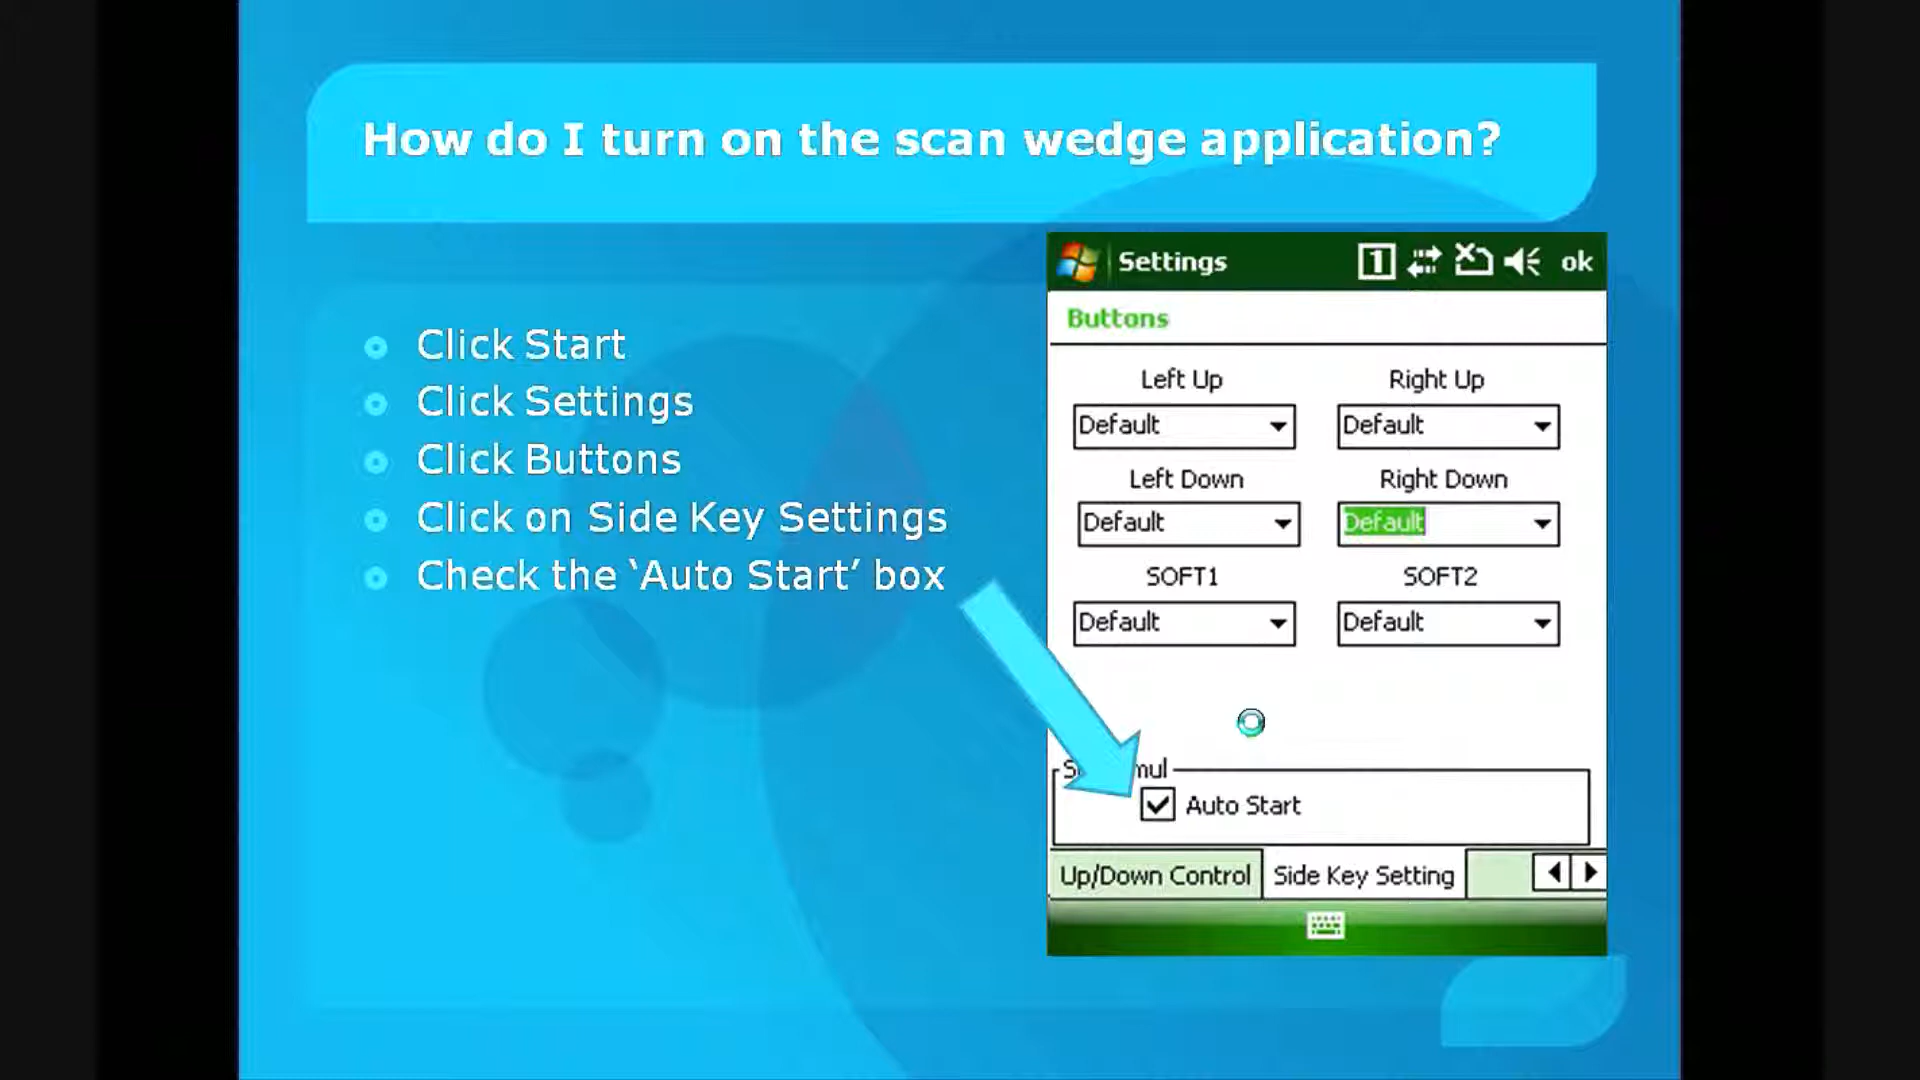 How do I turn on the scan wedge application?
Click Start
Click Settings
Click Buttons
Click on Side Key Settings
Check the ‘Auto Start’ box
Settings 1 ok
Buttons
Left Up Right Up
Default Default
Left Down Right Down
Default Default
SOFT1 SOFT2
Default Default
Auto Start
Up/Down Control Side Key Setting